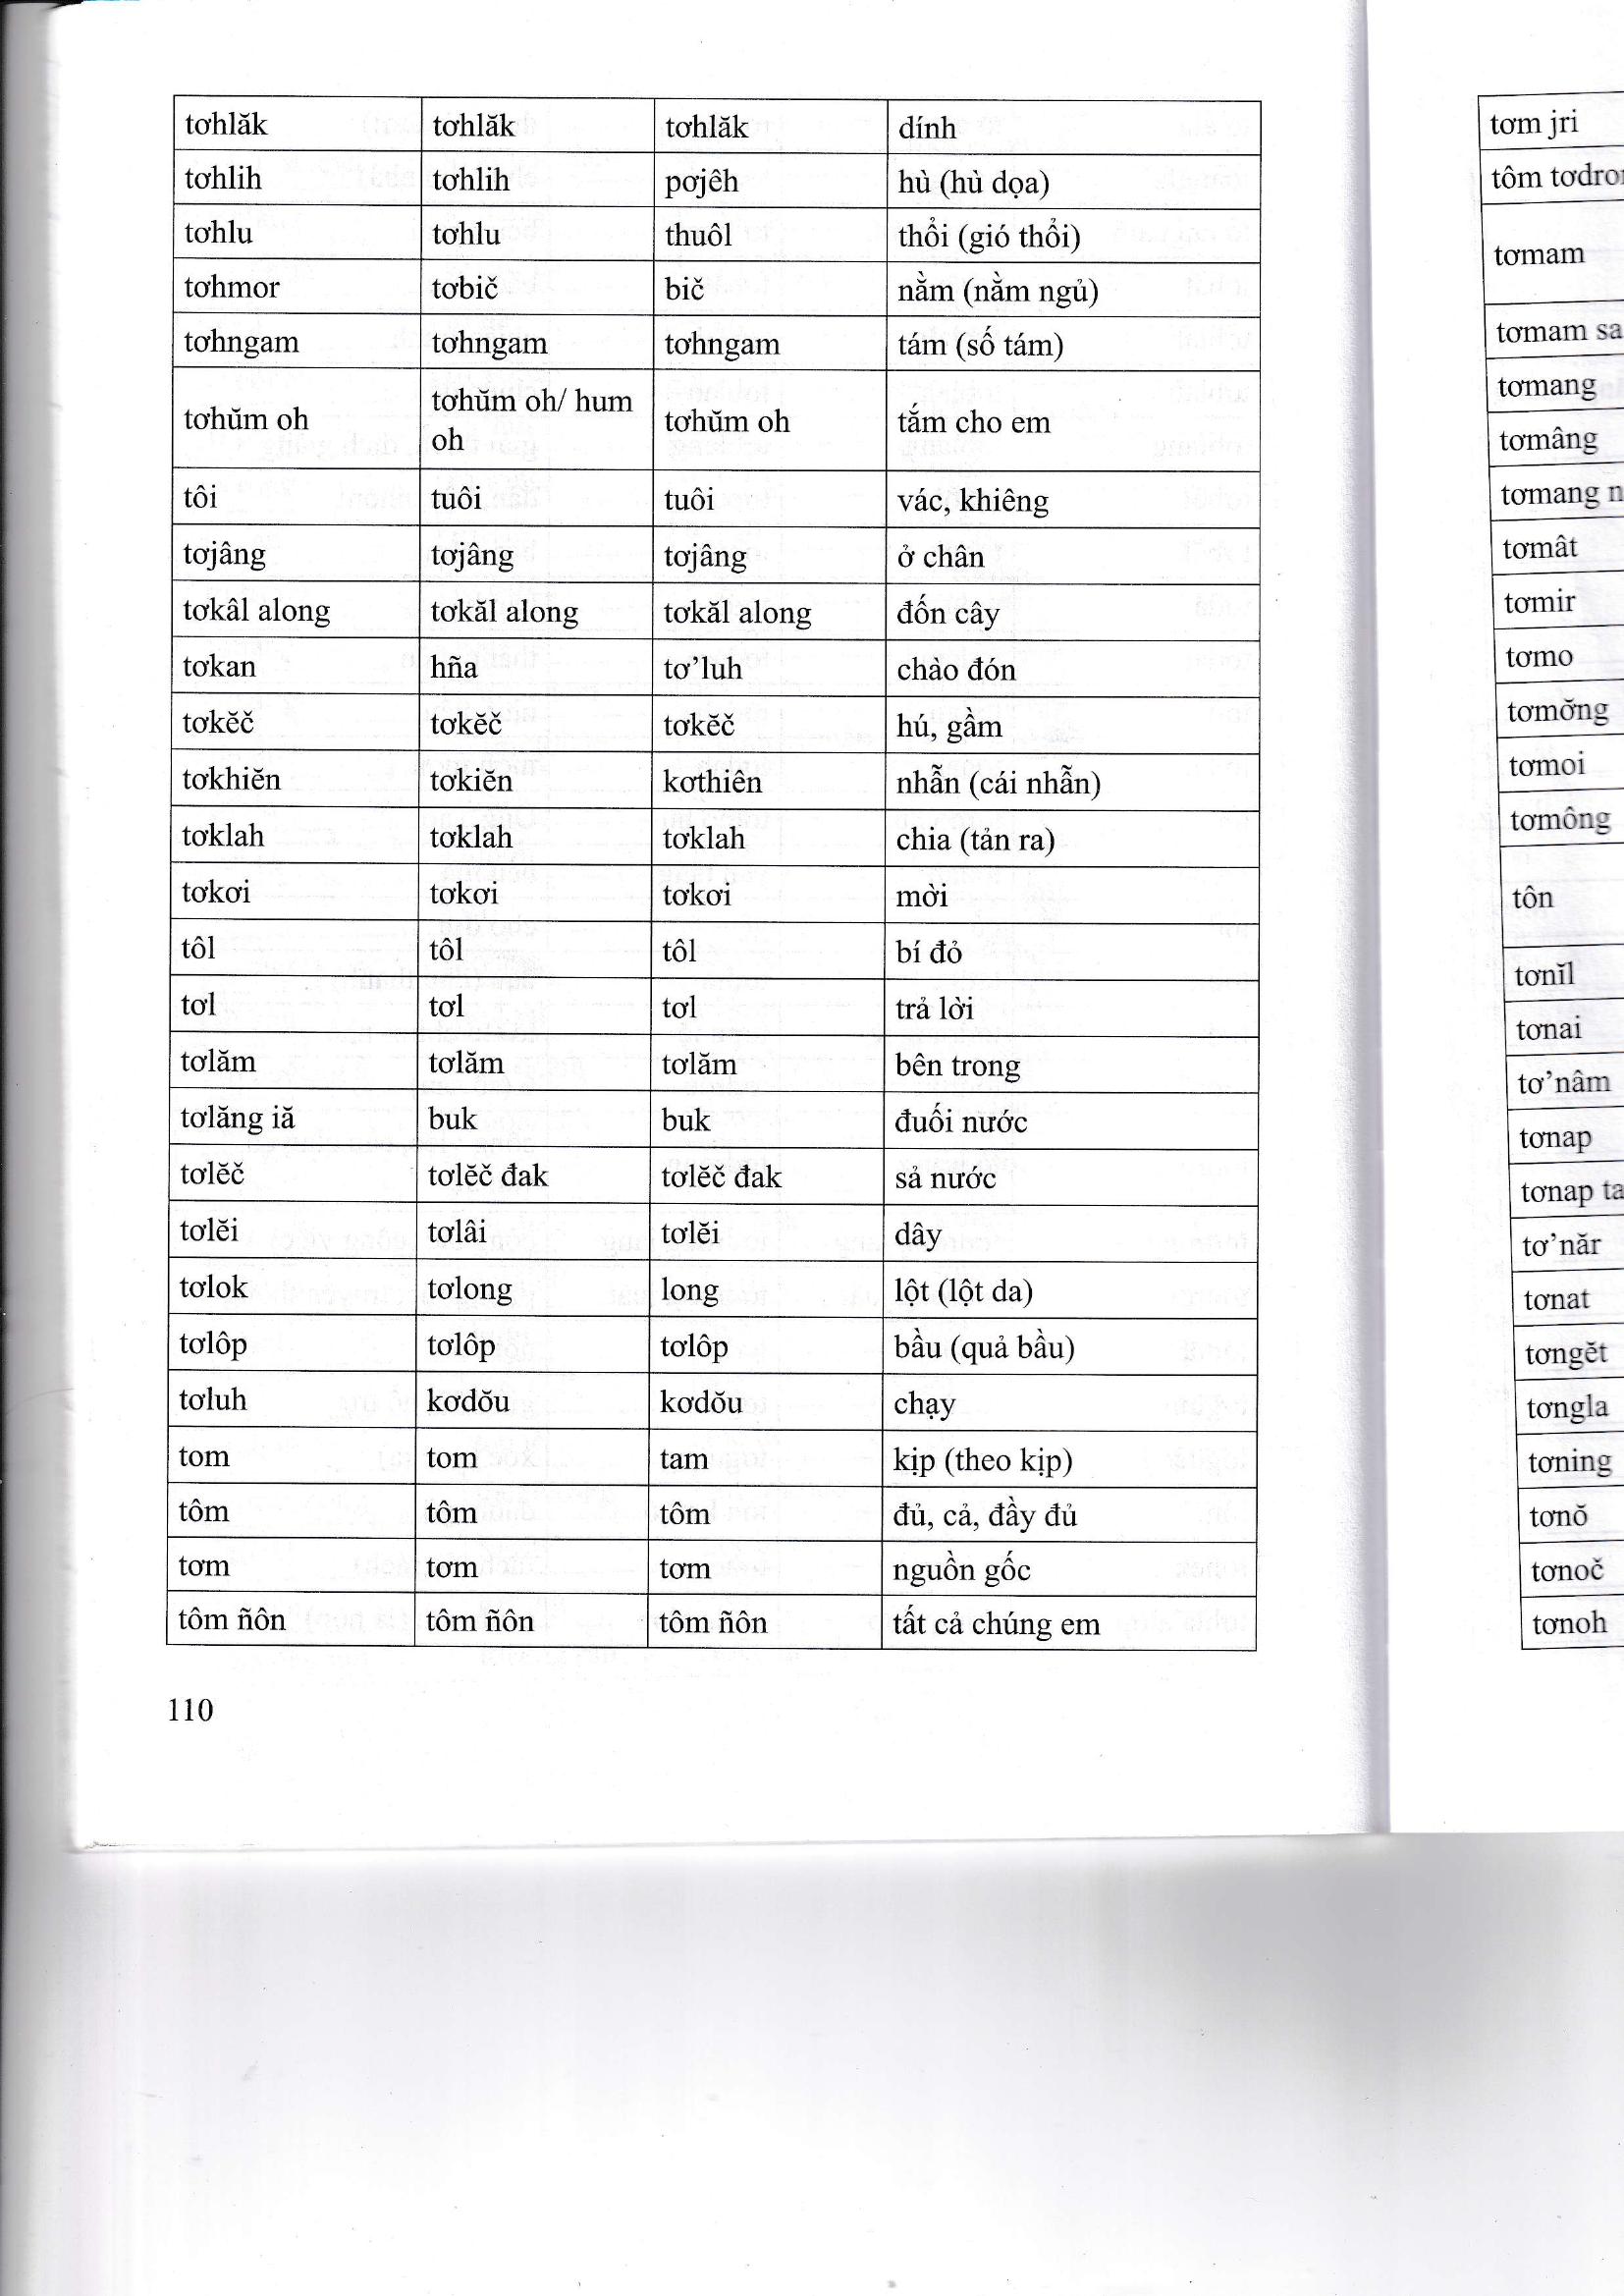 tơhlăk tơhlăk tơhlăk dính
tơhlih tơhlih pơjêh hù (hù dọa)
tơhlu tơhlu thuôl thổi (gió thổi)
tơhmor tơbič bič nằm (nằm ngủ)
tơhngam tơhngam tơhngam tám (số tám)
tơhŭm oh tơhŭm oh/ hum oh tơhŭm oh tắm cho em
tôi tuôi tuôi vác, khiêng
tơjâng tơjâng tơjâng ở chân
tơkâl along tơkăl along tơkăl along đốn cây
tơkan hña tơ’luh chào đón
tơkĕč tơkĕč tơkĕč hú, gầm
tơkhiĕn tơkiĕn kơthiên nhẫn (cái nhẫn)
tơklah tơklah tơklah chia (tản ra)
tơkơi tơkơi tơkơi mời
tôl tôl tôl bí đỏ
tơl tơl tơl trả lời
tơlăm tơlăm tơlăm bên trong
tơlăng iă buk buk đuối nước
tơlĕč tơlĕč đak tơlĕč đak sả nước
tơlĕi tơlâi tơlĕi dây
tơlok tơlong long lột (lột da)
tơlôp tơlôp tơlôp bầu (quả bầu)
tơluh kơdŏu kơdŏu chạy
tom tom tam kịp (theo kịp)
tôm tôm tôm đủ, cả, đầy đủ
tơm tơm tơm nguồn gốc
tôm ñôn tôm ñôn tôm ñôn tất cả chúng em
110
tơm jri
tôm
tơmam
tơmam
tơmang
tơmâng
tơmang
tơmât
tơmir
tơmo
tơmơ̆ng
tơmoi
tơmông
tôn
tơnĭl
tơnai
tơ’nâm
tơnap
tơnap
tơ’năr
tơnat
tơngĕt
tơngla
tơning
tơnŏ
tơnoč
tơnoh